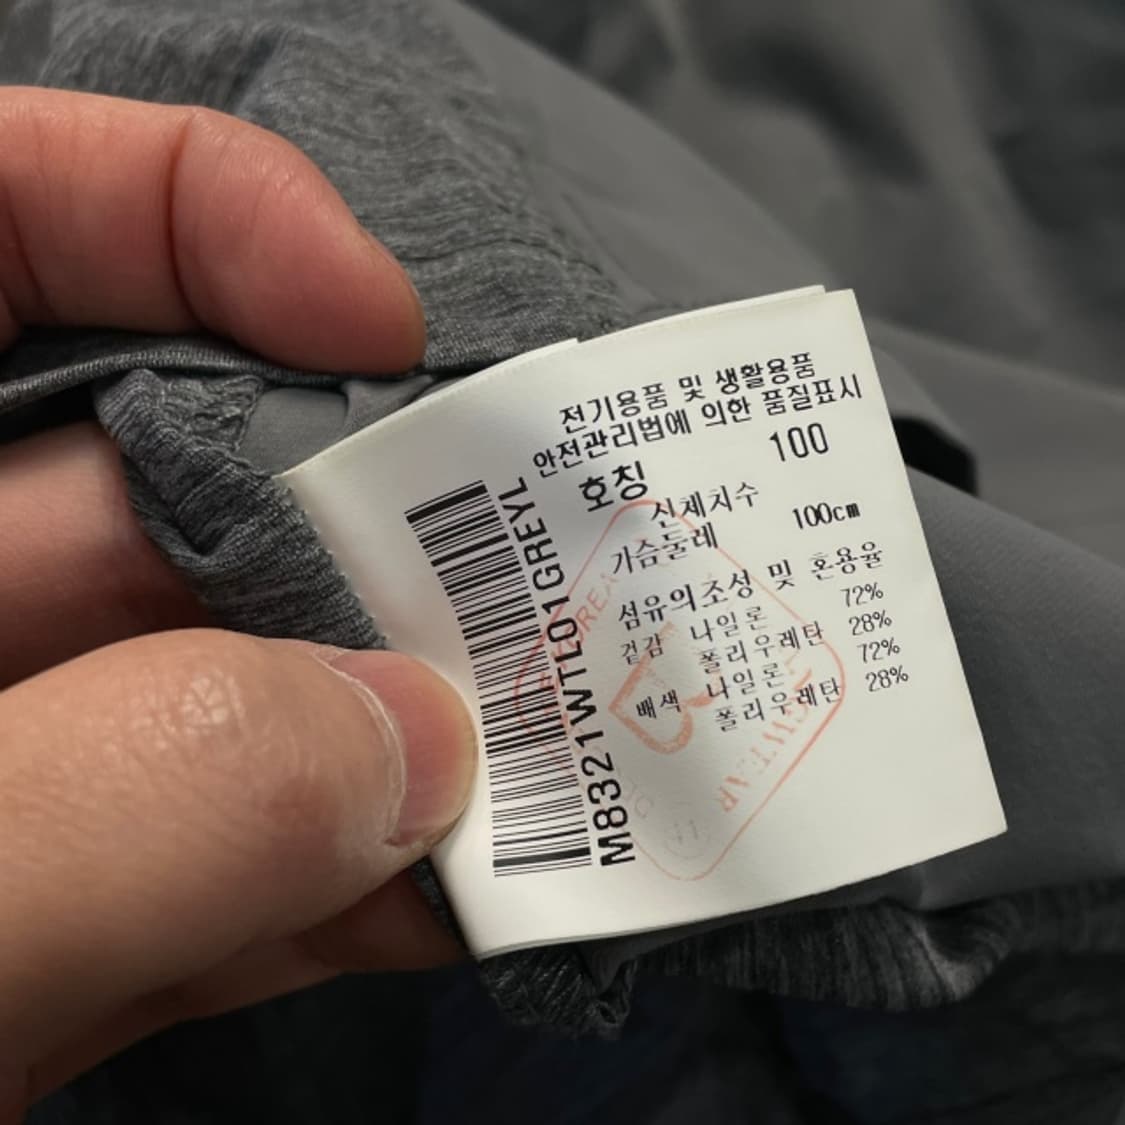 전기용품 및 생활용품
안전관리법에 의한 품질표시
호칭 100
신체치수
가슴둘레 100cm
섬유의조성 및 혼용율
겉감 나일론 72%
폴리우레탄 28%
배색 나일론 72%
폴리우레탄 28%
M8321WTL01GREYL